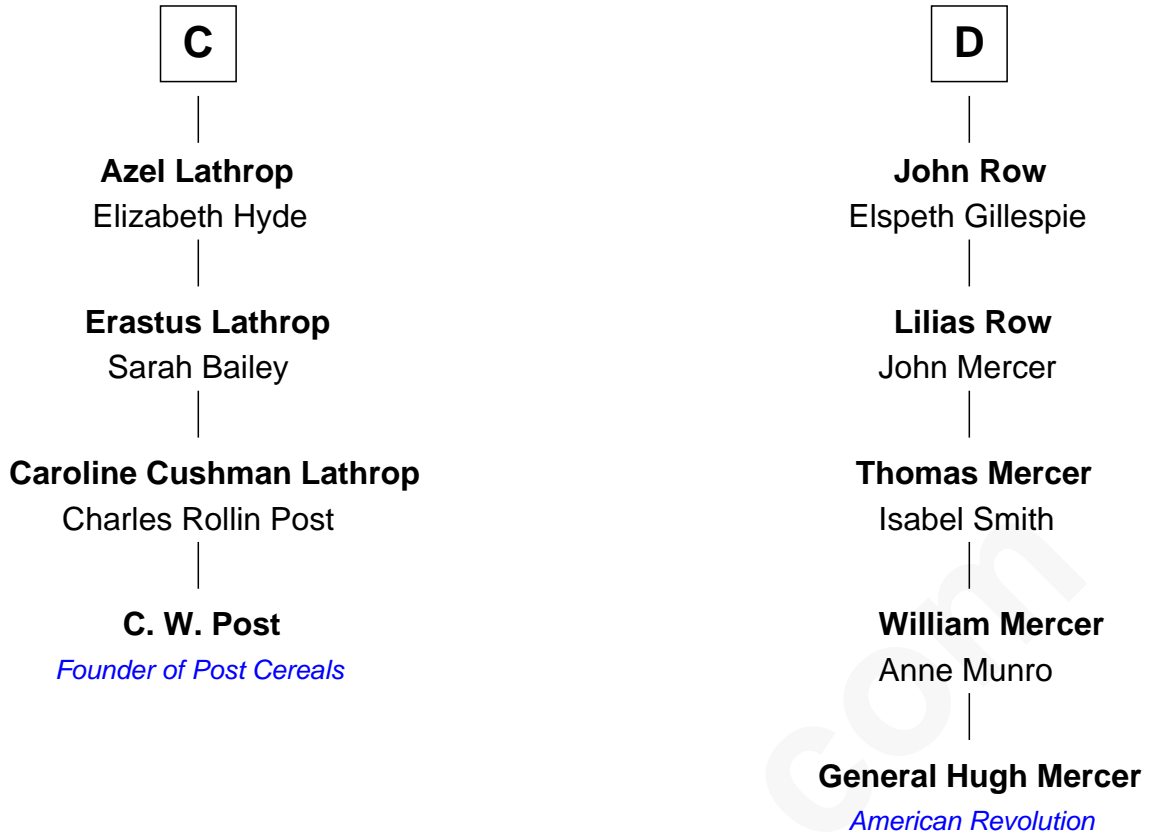 C
Azel Lathrop
Elizabeth Hyde
Erastus Lathrop
Sarah Bailey
Caroline Cushman Lathrop
Charles Rollin Post
C. W. Post
Founder of Post Cereals
D
John Row
Elspeth Gillespie
Lilias Row
John Mercer
Thomas Mercer
Isabel Smith
William Mercer
Anne Munro
General Hugh Mercer
American Revolution
com